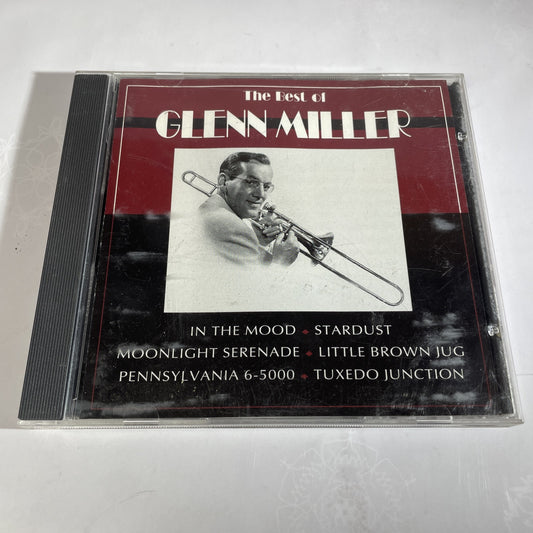 The Best of
GLENN MILLER
IN THE MOOD ◆ STARDUST
MOONLIGHT SERENADE ◆ LITTLE BROWN JUG
PENNSYLVANIA 6-5000 ◆ TUXEDO JUNCTION